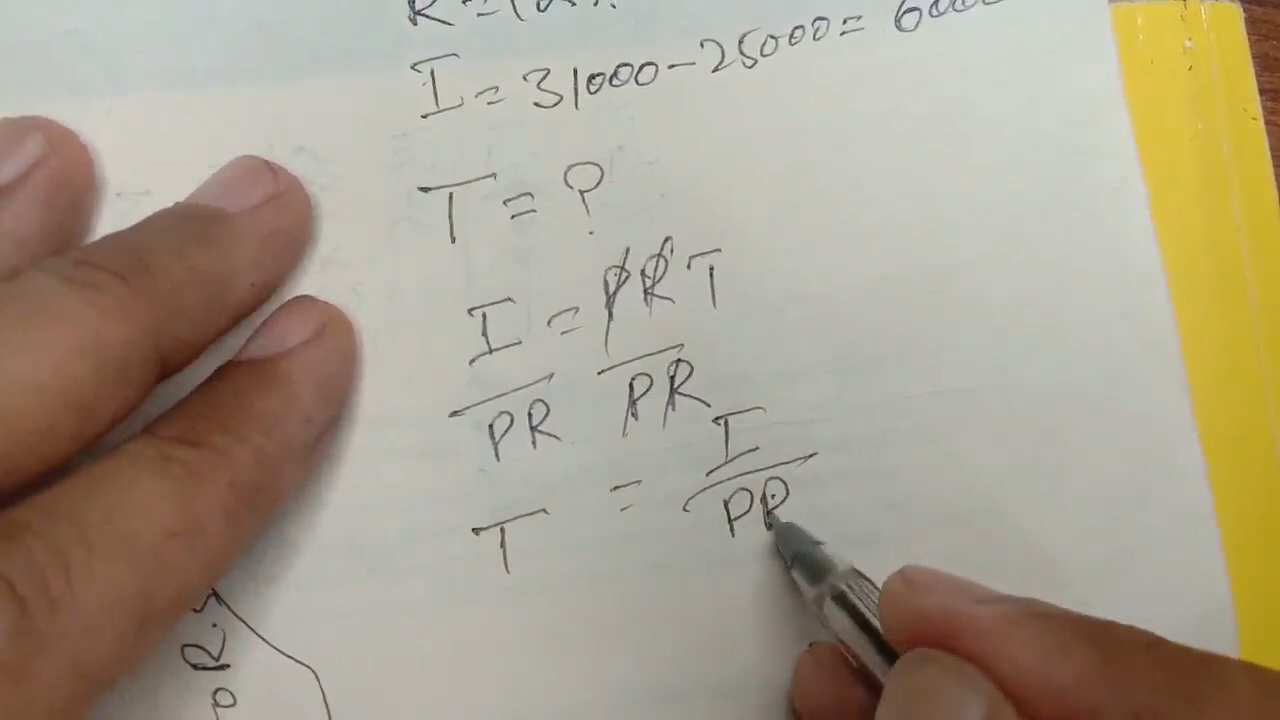 I = 31000 - 25000 = 6000
T = ?
I = PRT
PR PR
T = I
PR